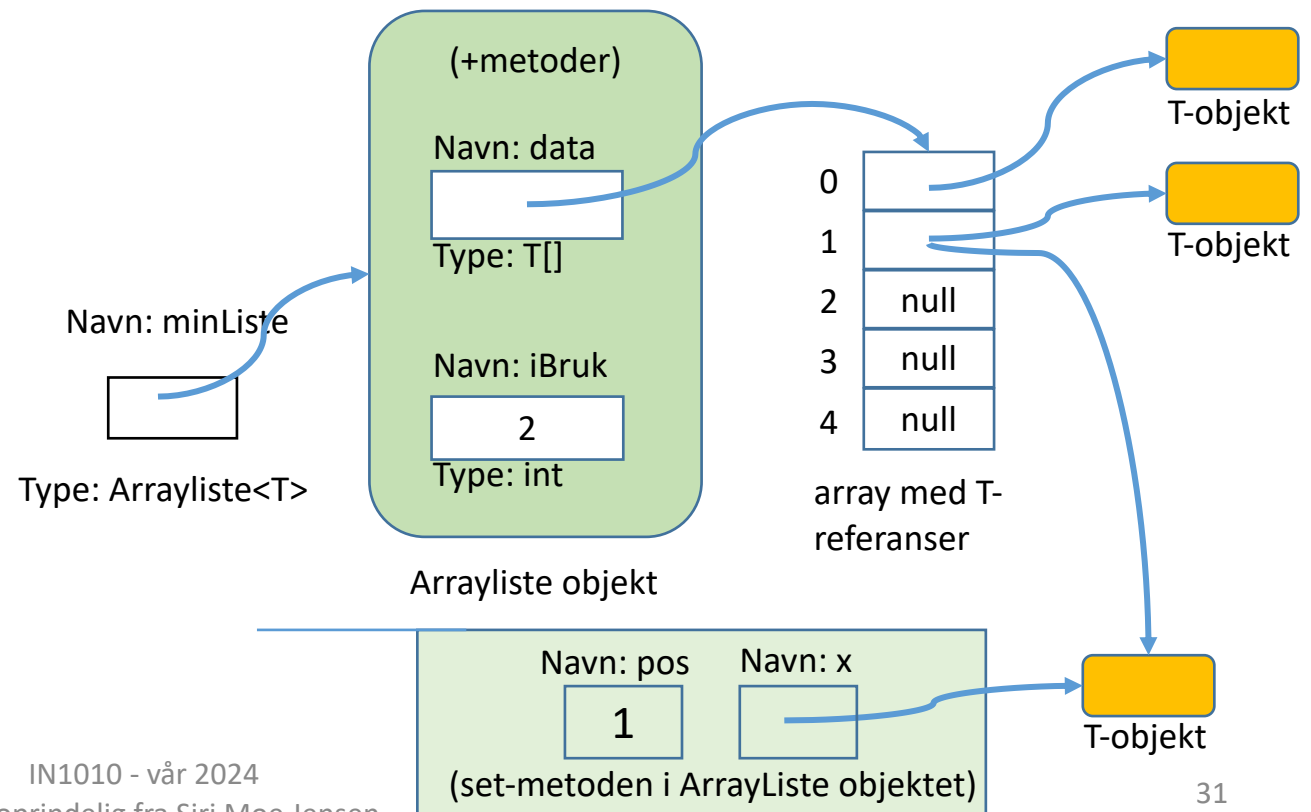 (+metoder)
Navn: data
Type: T[]
Navn: minListe
Type: Arrayliste<T>
Navn: iBruk
2
Type: int
Arrayliste objekt
0
1
2 null
3 null
4 null
array med T-
referanser
T-objekt
T-objekt
T-objekt
Navn: pos Navn: x
1
(set-metoden i ArrayListe objektet)
IN1010 - vår 2024
31